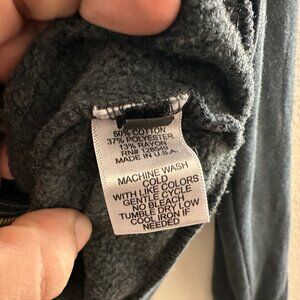 50% COTTON
37% POLYESTER
13% RAYON
RN# 128549
MADE IN U.S.A.
MACHINE WASH
COLD
WITH LIKE COLORS
GENTLE CYCLE
NO BLEACH
TUMBLE DRY LOW
COOL IRON IF
NEEDED